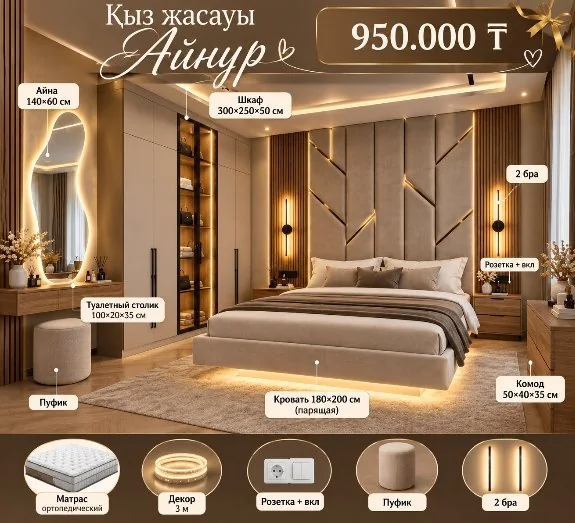 Қыз жасауы
Айнур
950.000 ₸
Айна
140×60 см
Шкаф
300×250×50 см
2 бра
Розетка + вкл
Туалетный столик
100×20×35 см
Пуфик
Кровать 180×200 см
(парящая)
Комод
50×40×35 см
Матрас
ортопедический
Декор
3 м
Розетка + вкл
Пуфик
2 бра